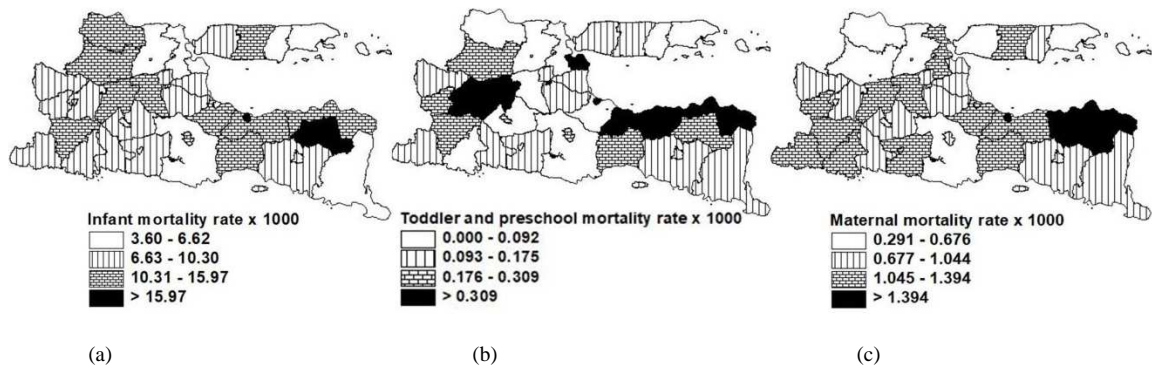 Infant mortality rate x 1000
3.60 - 6.62
6.63 - 10.30
10.31 - 15.97
> 15.97
(a)
Toddler and preschool mortality rate x 1000
0.000 - 0.092
0.093 - 0.175
0.176 - 0.309
> 0.309
(b)
Maternal mortality rate x 1000
0.291 - 0.676
0.677 - 1.044
1.045 - 1.394
> 1.394
(c)